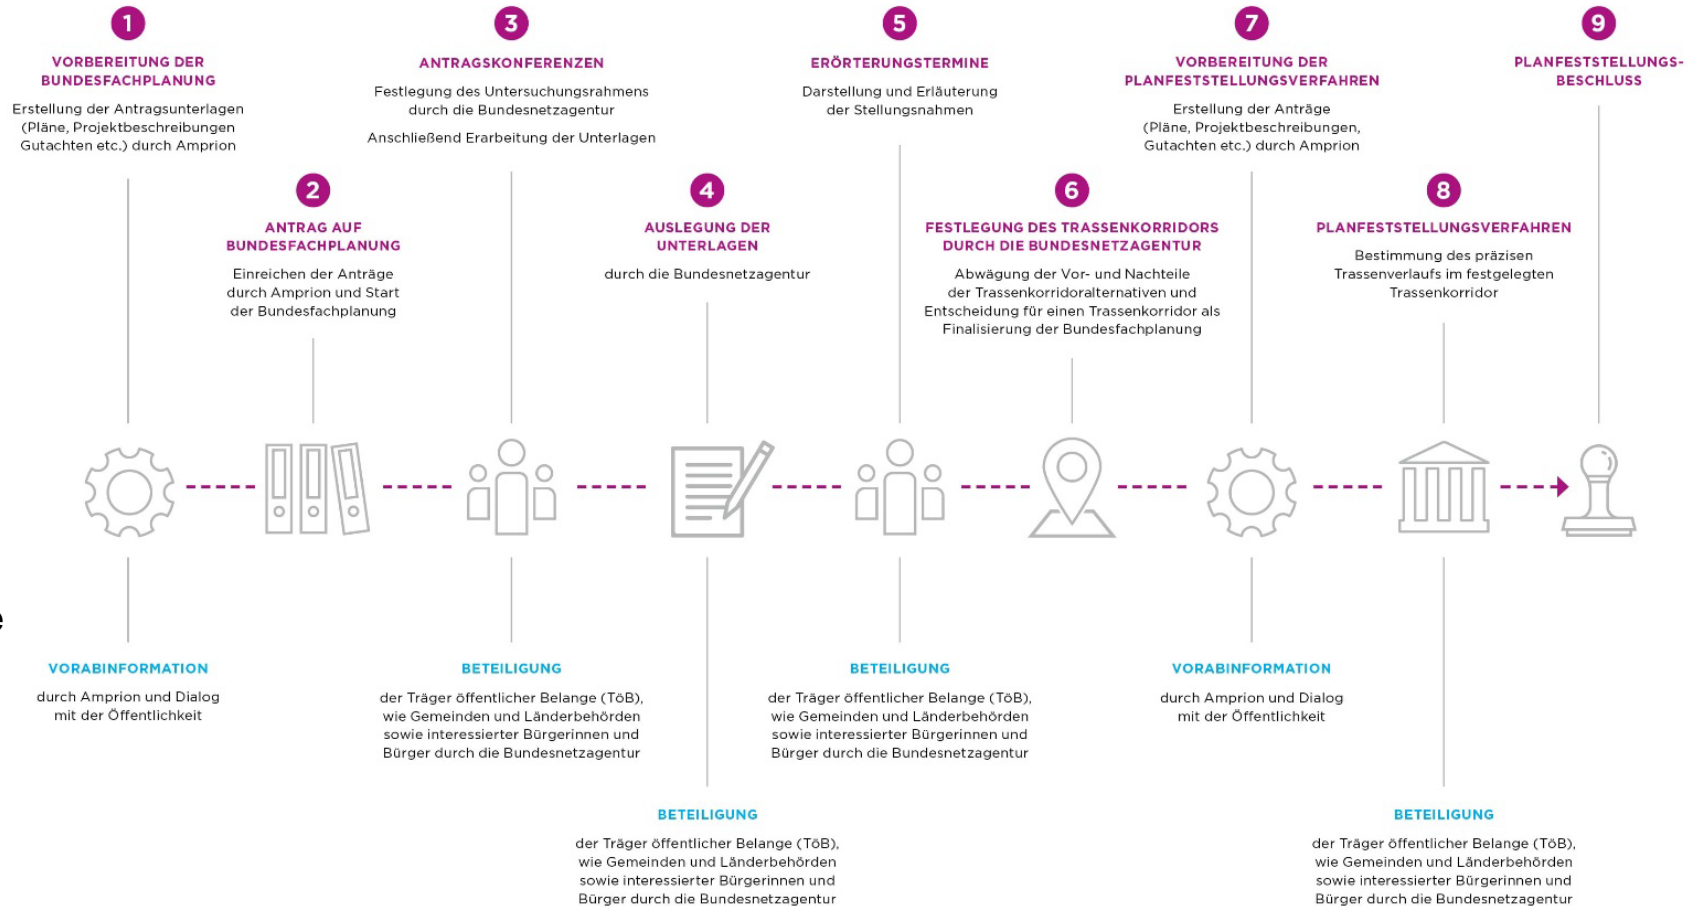 1
VORBEREITUNG DER
BUNDESFACHPLANUNG
Erstellung der Antragsunterlagen
(Pläne, Projektbeschreibungen
Gutachten etc.) durch Amprion
2
ANTRAG AUF
BUNDESFACHPLANUNG
Einreichen der Anträge
durch Amprion und Start
der Bundesfachplanung
3
ANTRAGSKONFERENZEN
Festlegung des Untersuchungsrahmens
durch die Bundesnetzagentur
Anschließend Erarbeitung der Unterlagen
4
AUSLEGUNG DER
UNTERLAGEN
durch die Bundesnetzagentur
5
ERÖRTERUNGSTERMINE
Darstellung und Erläuterung
der Stellungsnahmen
6
FESTLEGUNG DES TRASSENKORRIDORS
DURCH DIE BUNDESNETZAGENTUR
Abwägung der Vor- und Nachteile
der Trassenkorridoralternativen und
Entscheidung für einen Trassenkorridor als
Finalisierung der Bundesfachplanung
7
VORBEREITUNG DER
PLANFESTSTELLUNGSVERFAHREN
Erstellung der Anträge
(Pläne, Projektbeschreibungen,
Gutachten etc.) durch Amprion
8
PLANFESTSTELLUNGSVERFAHREN
Bestimmung des präzisen
Trassenverlaufs im festgelegten
Trassenkorridor
9
PLANFESTSTELLUNGS-
BESCHLUSS
e
VORABINFORMATION
durch Amprion und Dialog
mit der Öffentlichkeit
BETEILIGUNG
der Träger öffentlicher Belange (TöB),
wie Gemeinden und Länderbehörden
sowie interessierter Bürgerinnen und
Bürger durch die Bundesnetzagentur
BETEILIGUNG
der Träger öffentlicher Belange (TöB),
wie Gemeinden und Länderbehörden
sowie interessierter Bürgerinnen und
Bürger durch die Bundesnetzagentur
BETEILIGUNG
der Träger öffentlicher Belange (TöB),
wie Gemeinden und Länderbehörden
sowie interessierter Bürgerinnen und
Bürger durch die Bundesnetzagentur
VORABINFORMATION
durch Amprion und Dialog
mit der Öffentlichkeit
BETEILIGUNG
der Träger öffentlicher Belange (TöB),
wie Gemeinden und Länderbehörden
sowie interessierter Bürgerinnen und
Bürger durch die Bundesnetzagentur